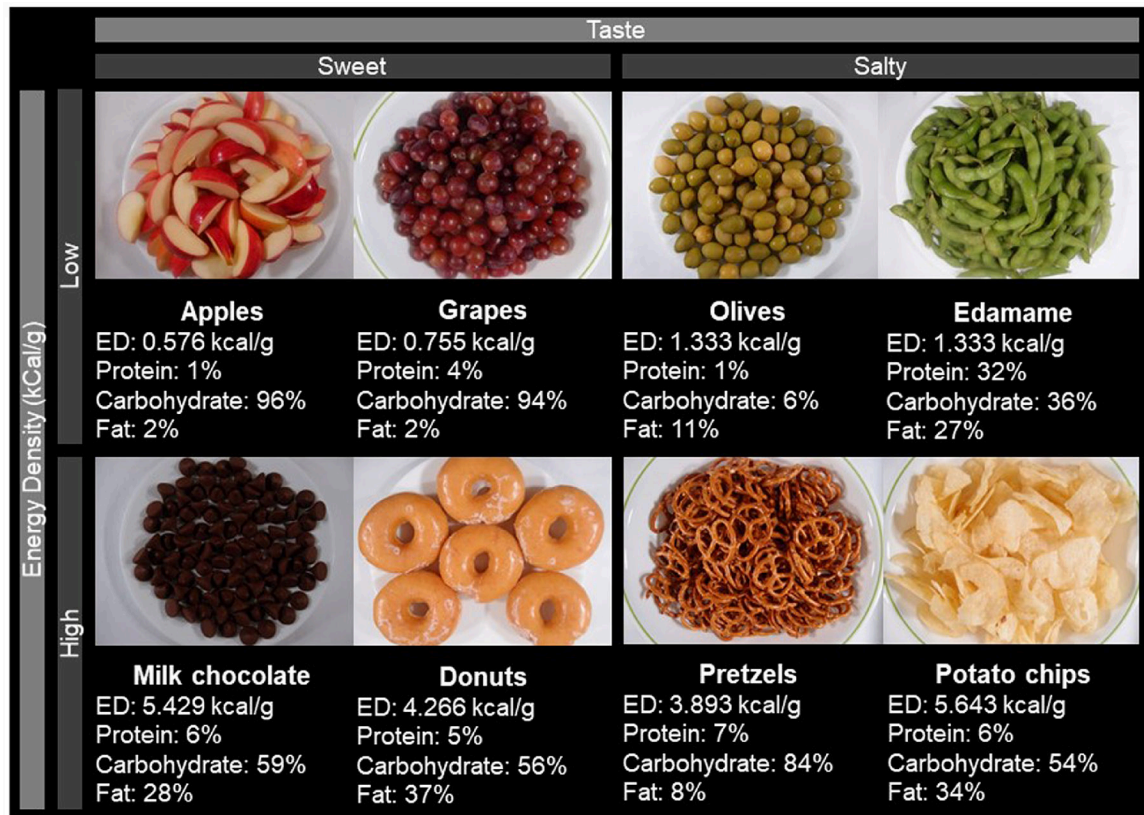 Taste
Sweet
Salty
Energy Density (kCal/g)
Low
Apples
ED: 0.576 kcal/g
Protein: 1%
Carbohydrate: 96%
Fat: 2%
Grapes
ED: 0.755 kcal/g
Protein: 4%
Carbohydrate: 94%
Fat: 2%
Olives
ED: 1.333 kcal/g
Protein: 1%
Carbohydrate: 6%
Fat: 11%
Edamame
ED: 1.333 kcal/g
Protein: 32%
Carbohydrate: 36%
Fat: 27%
High
Milk chocolate
ED: 5.429 kcal/g
Protein: 6%
Carbohydrate: 59%
Fat: 28%
Donuts
ED: 4.266 kcal/g
Protein: 5%
Carbohydrate: 56%
Fat: 37%
Pretzels
ED: 3.893 kcal/g
Protein: 7%
Carbohydrate: 84%
Fat: 8%
Potato chips
ED: 5.643 kcal/g
Protein: 6%
Carbohydrate: 54%
Fat: 34%